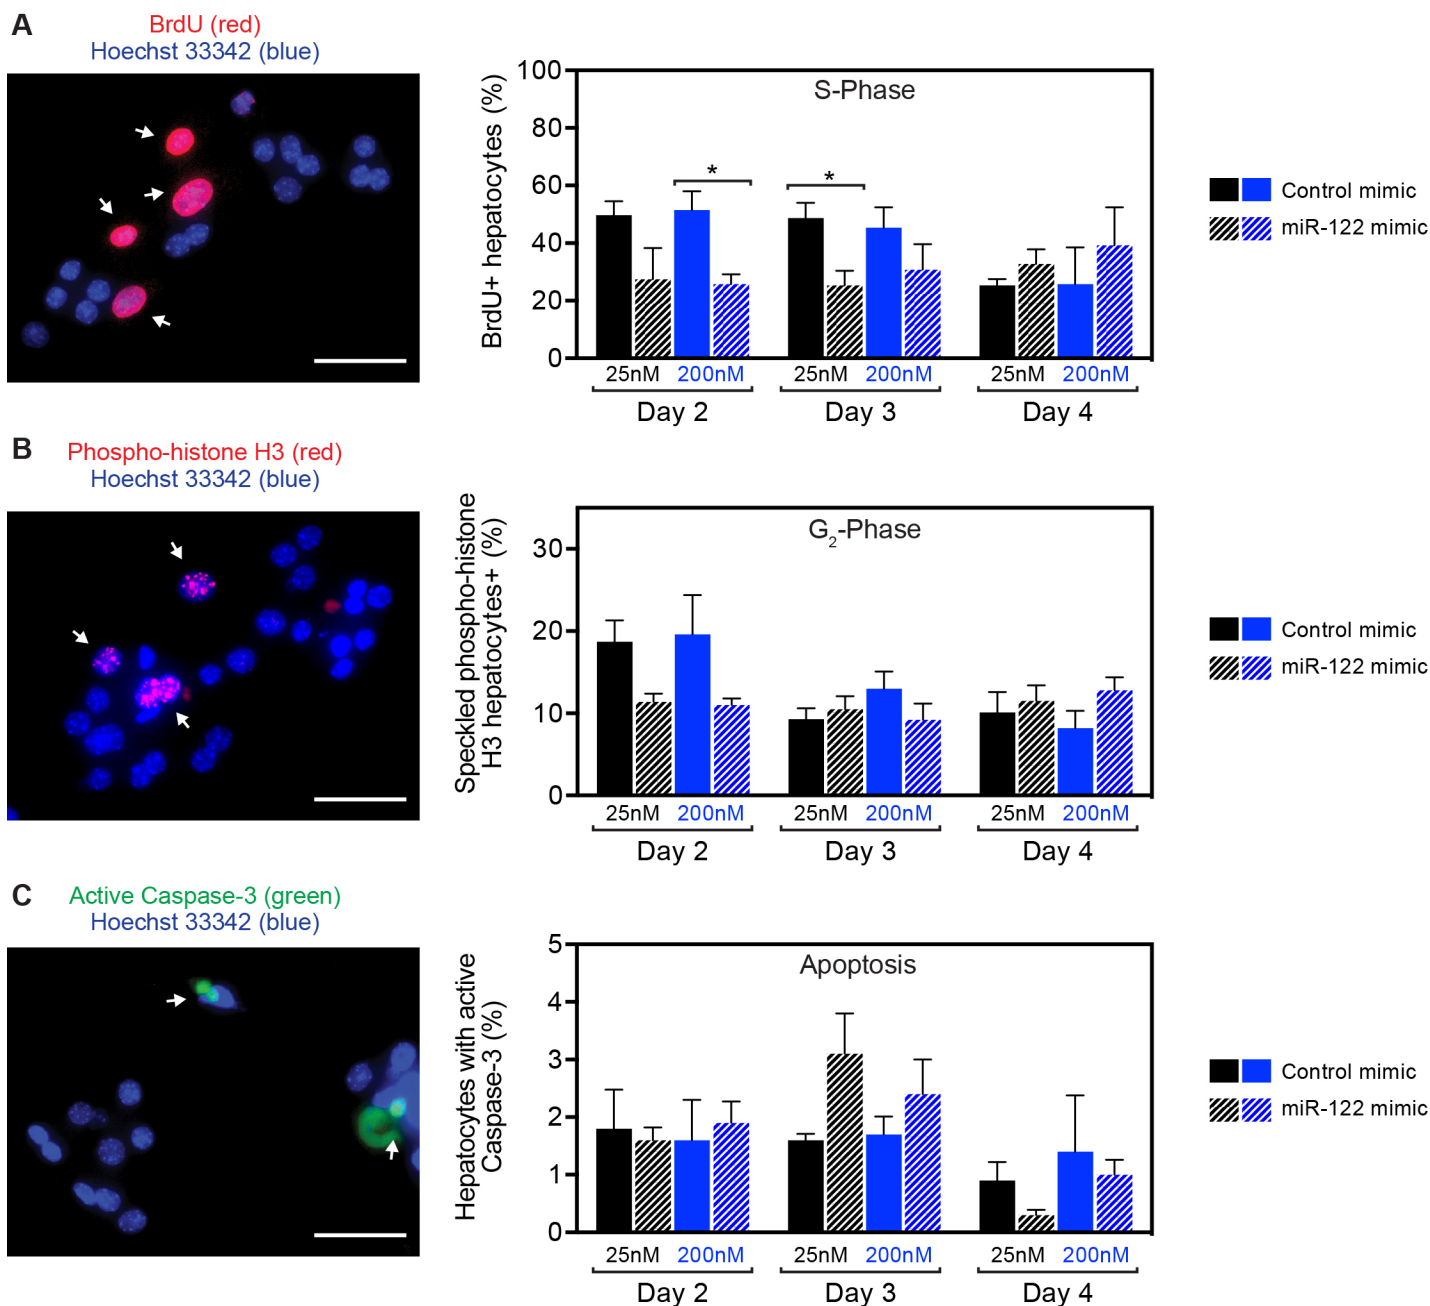 A
BrdU (red)
Hoechst 33342 (blue)
BrdU+ hepatocytes (%)
100
80
60
40
20
0
S-Phase
*
*
25nM 200nM 25nM 200nM 25nM 200nM
Day 2 Day 3 Day 4
Control mimic
miR-122 mimic
B
Phospho-histone H3 (red)
Hoechst 33342 (blue)
Speckled phospho-histone
H3 hepatocytes+ (%)
30
20
10
0
G2-Phase
25nM 200nM 25nM 200nM 25nM 200nM
Day 2 Day 3 Day 4
Control mimic
miR-122 mimic
C
Active Caspase-3 (green)
Hoechst 33342 (blue)
Hepatocytes with active
Caspase-3 (%)
5
4
3
2
1
0
Apoptosis
25nM 200nM 25nM 200nM 25nM 200nM
Day 2 Day 3 Day 4
Control mimic
miR-122 mimic